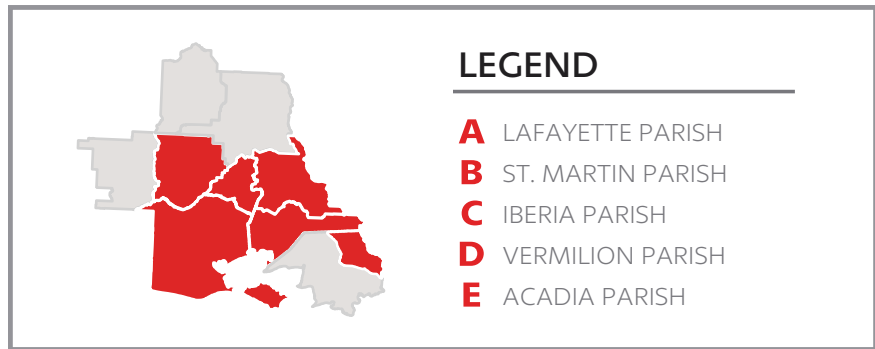 LEGEND
A LAFAYETTE PARISH
B ST. MARTIN PARISH
C IBERIA PARISH
D VERMILION PARISH
E ACADIA PARISH